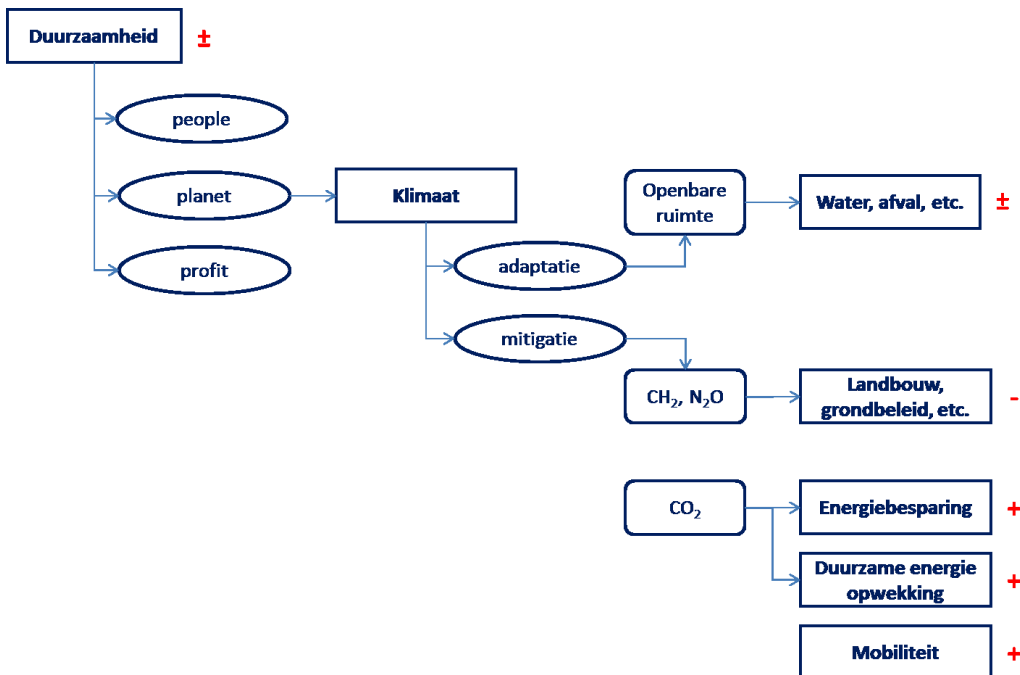 Duurzaamheid ±
people
planet
profit
Klimaat
adaptatie
mitigatie
Openbare
ruimte
Water, afval, etc. ±
CH₂, N₂O
Landbouw,
grondbeleid, etc. -
CO₂
Energiebesparing +
Duurzame energie
opwekking +
Mobiliteit +